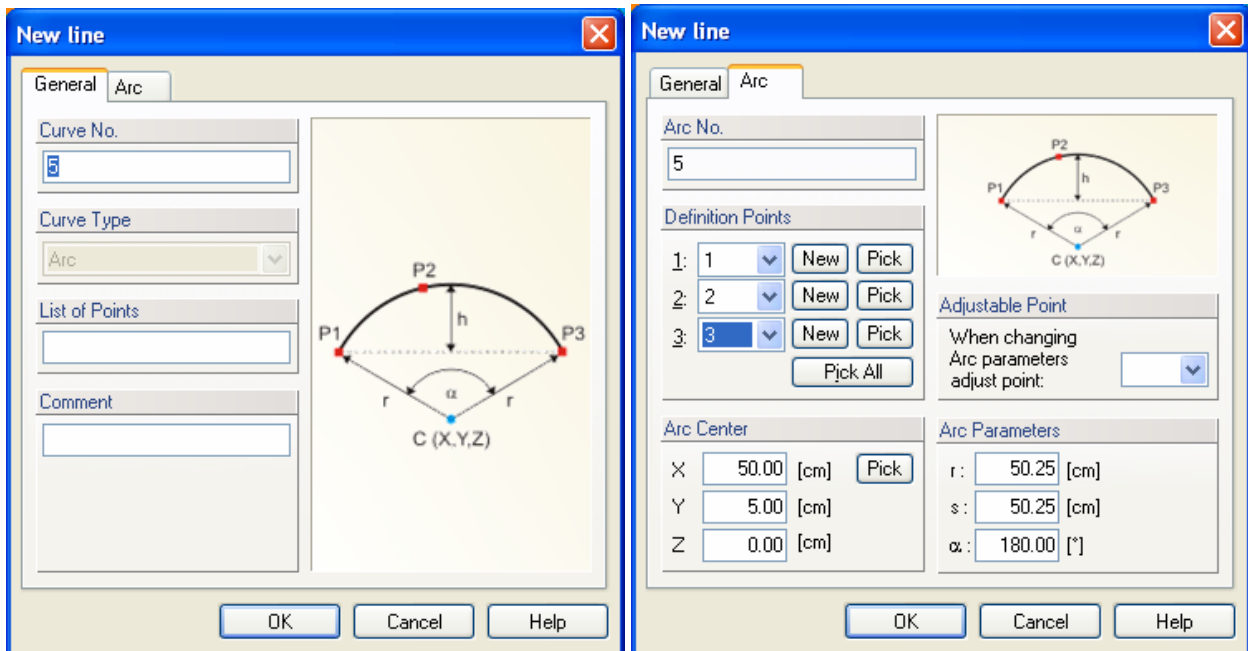 New line
General Arc
Curve No.
5
Curve Type
Arc
List of Points
Comment
P2
h
P1 P3
α
r r
C (X,Y,Z)
OK Cancel Help
New line
General Arc
Arc No.
5
Definition Points
1: 1 New Pick
2: 2 New Pick
3: 3 New Pick
Pick All
P2
h
P1 P3
α
r r
C (X,Y,Z)
Adjustable Point
When changing
Arc parameters
adjust point:
Arc Center
X 50.00 [cm] Pick
Y 5.00 [cm]
Z 0.00 [cm]
Arc Parameters
r : 50.25 [cm]
s : 50.25 [cm]
α : 180.00 [°]
OK Cancel Help